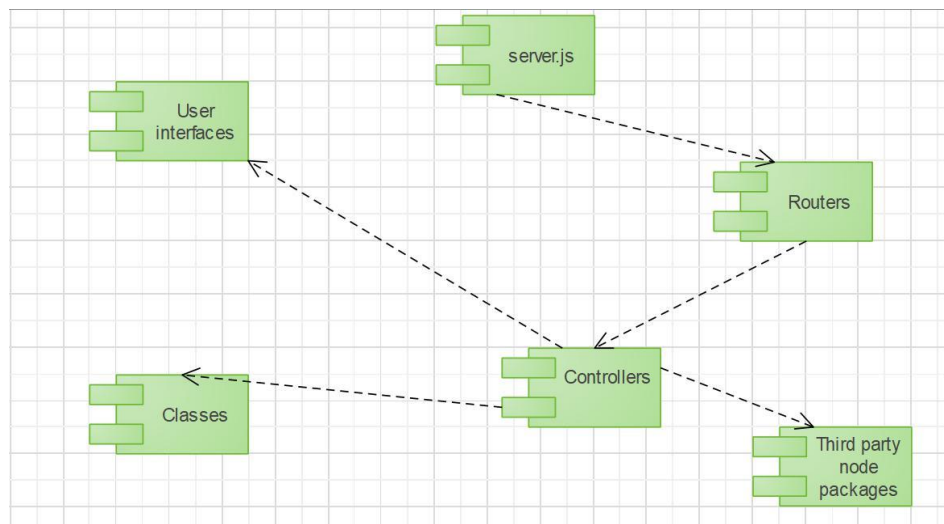 server.js
User
interfaces
Routers
Controllers
Classes
Third party
node
packages